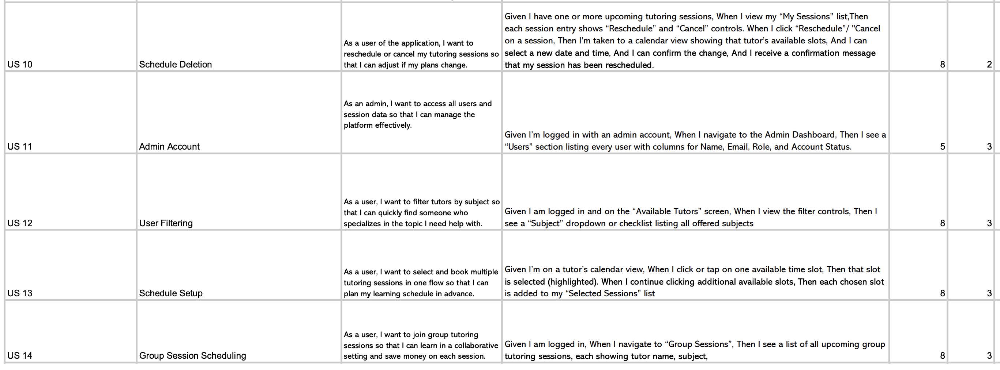 US 10
Schedule Deletion
As a user of the application, I want to
reschedule or cancel my tutoring sessions so
that I can adjust if my plans change.
Given I have one or more upcoming tutoring sessions, When I view my “My Sessions” list,Then
each session entry shows “Reschedule” and “Cancel” controls. When I click “Reschedule”/ "Cancel
on a session, Then I’m taken to a calendar view showing that tutor’s available slots, And I can
select a new date and time, And I can confirm the change, And I receive a confirmation message
that my session has been rescheduled.
8
2
US 11
Admin Account
As an admin, I want to access all users and
session data so that I can manage the
platform effectively.
Given I’m logged in with an admin account, When I navigate to the Admin Dashboard, Then I see a
“Users” section listing every user with columns for Name, Email, Role, and Account Status.
5
3
US 12
User Filtering
As a user, I want to filter tutors by subject so
that I can quickly find someone who
specializes in the topic I need help with.
Given I am logged in and on the “Available Tutors” screen, When I view the filter controls, Then I
see a “Subject” dropdown or checklist listing all offered subjects
8
3
US 13
Schedule Setup
As a user, I want to select and book multiple
tutoring sessions in one flow so that I can
plan my learning schedule in advance.
Given I’m on a tutor’s calendar view, When I click or tap on one available time slot, Then that slot
is selected (highlighted). When I continue clicking additional available slots, Then each chosen slot
is added to my “Selected Sessions” list
8
3
US 14
Group Session Scheduling
As a user, I want to join group tutoring
sessions so that I can learn in a collaborative
setting and save money on each session.
Given I am logged in, When I navigate to “Group Sessions”, Then I see a list of all upcoming group
tutoring sessions, each showing tutor name, subject,
8
3